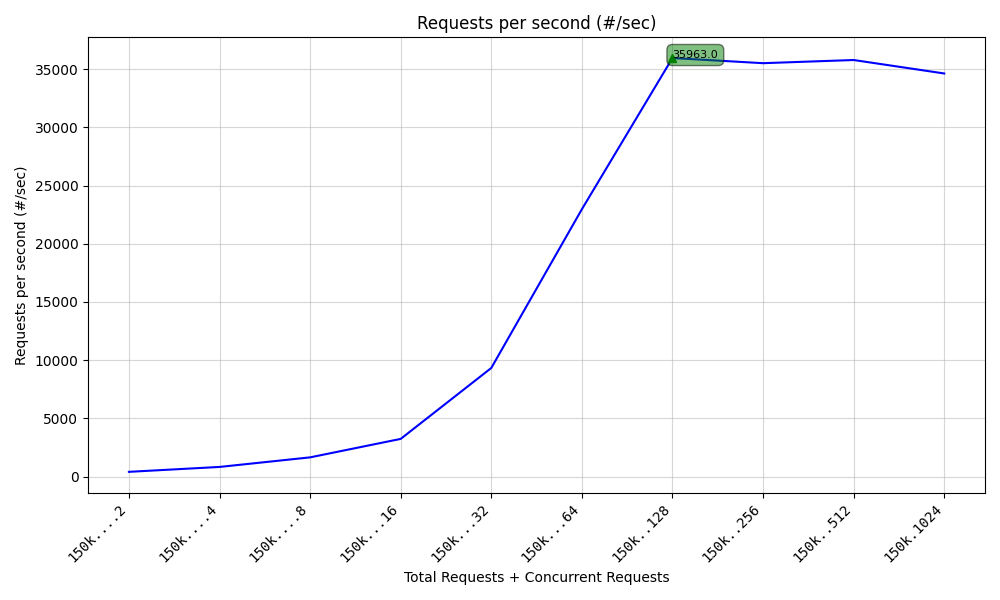 Requests per second (#/sec)
35963.0
35000
30000
25000
20000
15000
10000
5000
0
Requests per second (#/sec)
150k....2
150k....4
150k....8
150k...16
150k...32
150k...64
150k..128
150k..256
150k..512
150k.1024
Total Requests + Concurrent Requests